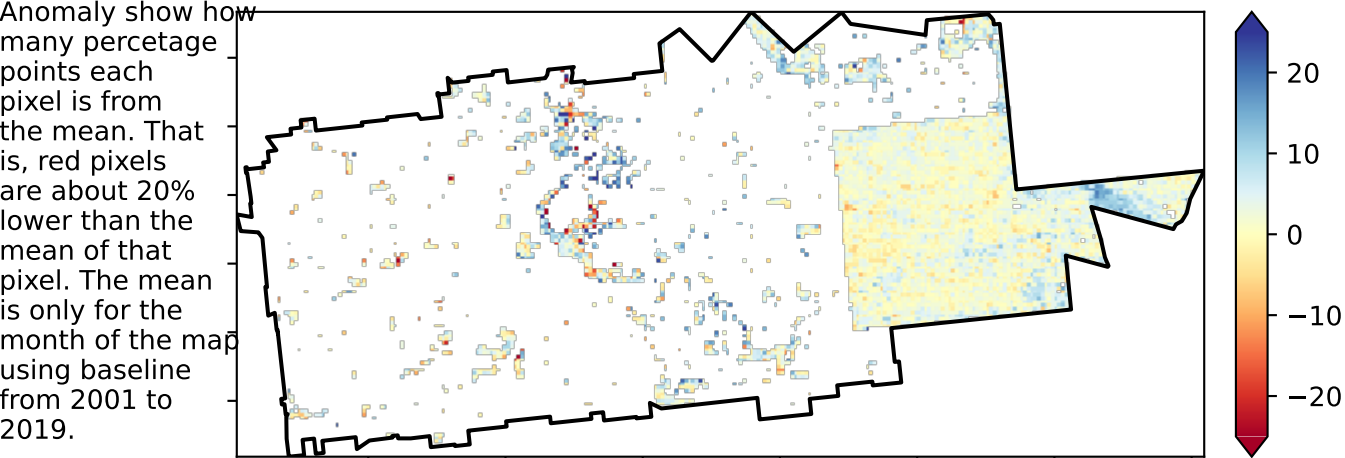 Anomaly show how
many percetage
points each
pixel is from
the mean. That
is, red pixels
are about 20%
lower than the
mean of that
pixel. The mean
is only for the
month of the map
using baseline
from 2001 to
2019.
20
10
0
−10
−20